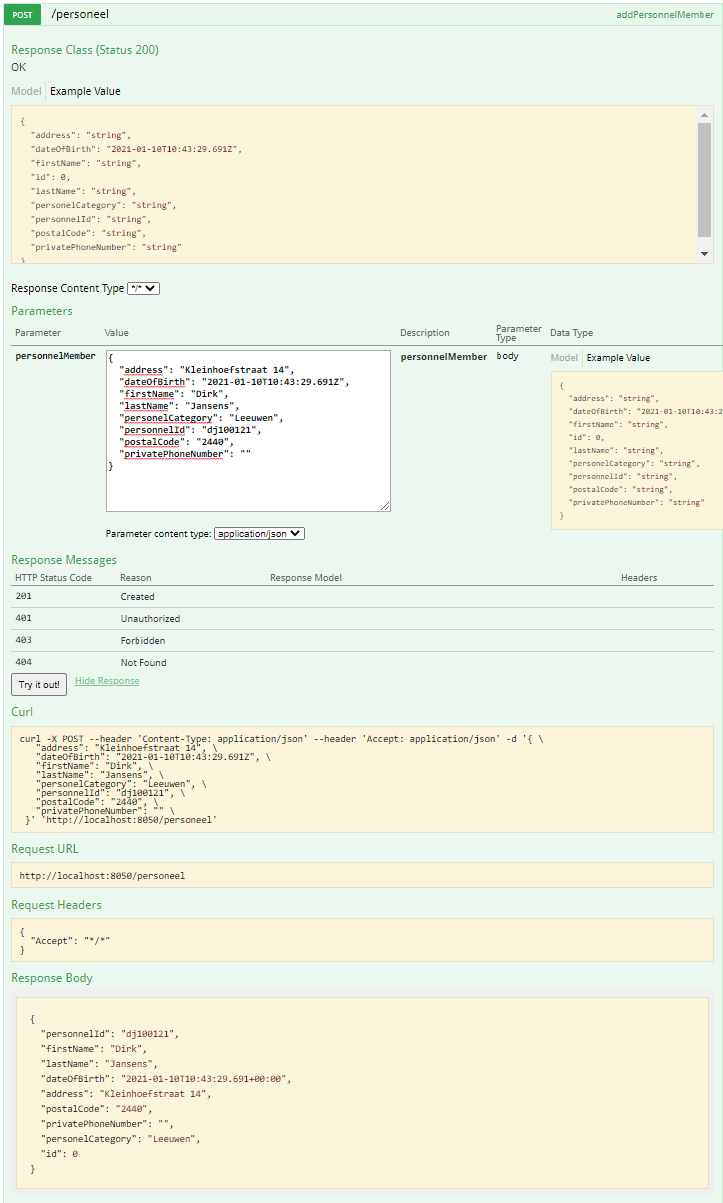 POST /personeel addPersonnelMember
Response Class (Status 200)
OK
Model Example Value
{
"address": "string",
"dateOfBirth": "2021-01-10T10:43:29.691Z",
"firstName": "string",
"id": 0,
"lastName": "string",
"personelCategory": "string",
"personnelId": "string",
"postalCode": "string",
"privatePhoneNumber": "string"
}
Response Content Type */*
Parameters
Parameter Value Description Parameter Type Data Type
personnelMember
{
"address": "Kleinhoefstraat 14",
"dateOfBirth": "2021-01-10T10:43:29.691Z",
"firstName": "Dirk",
"lastName": "Jansens",
"personelCategory": "Leeuwen",
"personnelId": "dj100121",
"postalCode": "2440",
"privatePhoneNumber": ""
}
personnelMember body
Model Example Value
{
"address": "string",
"dateOfBirth": "2021-01-10T10:43:2
"firstName": "string",
"id": 0,
"lastName": "string",
"personelCategory": "string",
"personnelId": "string",
"postalCode": "string",
"privatePhoneNumber": "string"
}
Parameter content type: application/json
Response Messages
HTTP Status Code Reason Response Model Headers
201 Created
401 Unauthorized
403 Forbidden
404 Not Found
Try it out! Hide Response
Curl
curl -X POST --header 'Content-Type: application/json' --header 'Accept: application/json' -d '{ \
"address": "Kleinhoefstraat 14", \
"dateOfBirth": "2021-01-10T10:43:29.691Z", \
"firstName": "Dirk", \
"lastName": "Jansens", \
"personelCategory": "Leeuwen", \
"personnelId": "dj100121", \
"postalCode": "2440", \
"privatePhoneNumber": "" \
}' 'http://localhost:8050/personeel'
Request URL
http://localhost:8050/personeel
Request Headers
{
"Accept": "*/*"
}
Response Body
{
"personnelId": "dj100121",
"firstName": "Dirk",
"lastName": "Jansens",
"dateOfBirth": "2021-01-10T10:43:29.691+00:00",
"address": "Kleinhoefstraat 14",
"postalCode": "2440",
"privatePhoneNumber": "",
"personelCategory": "Leeuwen",
"id": 0
}